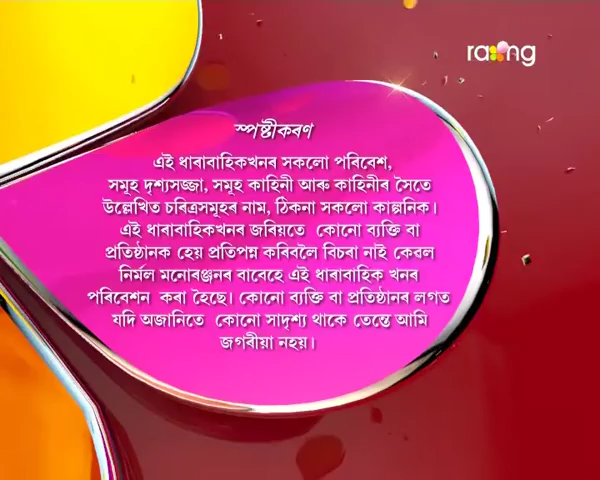 rang
স্পষ্টীকৰণ
এই ধাৰাবাহিকখনৰ সকলো পৰিবেশ,
সমূহ দৃশ্যসজ্জা, সমূহ কাহিনী আৰু কাহিনীৰ সৈতে
উল্লেখিত চৰিত্ৰসমূহৰ নাম, ঠিকনা সকলো কাল্পনিক।
এই ধাৰাবাহিকখনৰ জৰিয়তে কোনো ব্যক্তি বা
প্ৰতিষ্ঠানক হেয় প্ৰতিপন্ন কৰিবলৈ বিচৰা নাই কেৱল
নিৰ্মল মনোৰঞ্জনৰ বাবেহে এই ধাৰাবাহিক খনৰ
পৰিবেশন কৰা হৈছে। কোনো ব্যক্তি বা প্ৰতিষ্ঠানৰ লগত
যদি অজানিতে কোনো সাদৃশ্য থাকে তেন্তে আমি
জগৰীয়া নহয়।